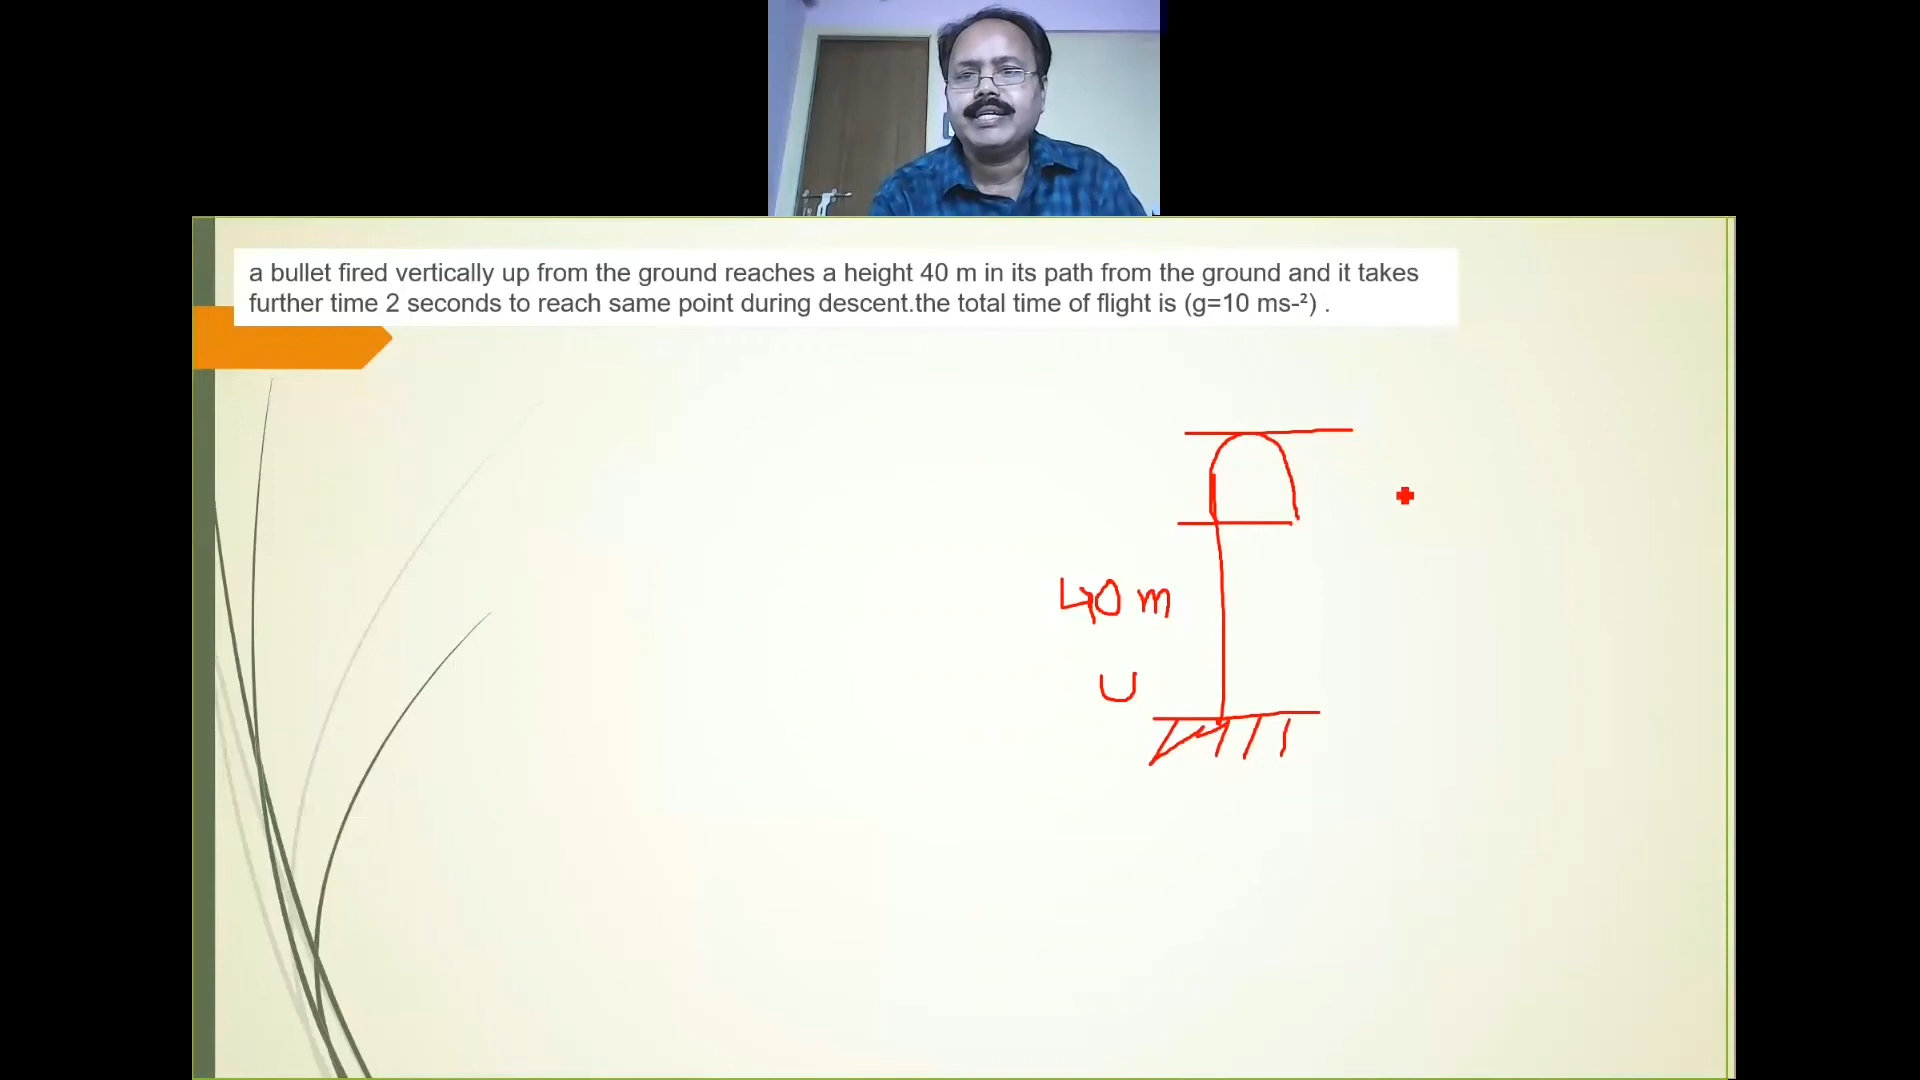 a bullet fired vertically up from the ground reaches a height 40 m in its path from the ground and it takes
further time 2 seconds to reach same point during descent.the total time of flight is (g=10 ms-²) .
40 m
U